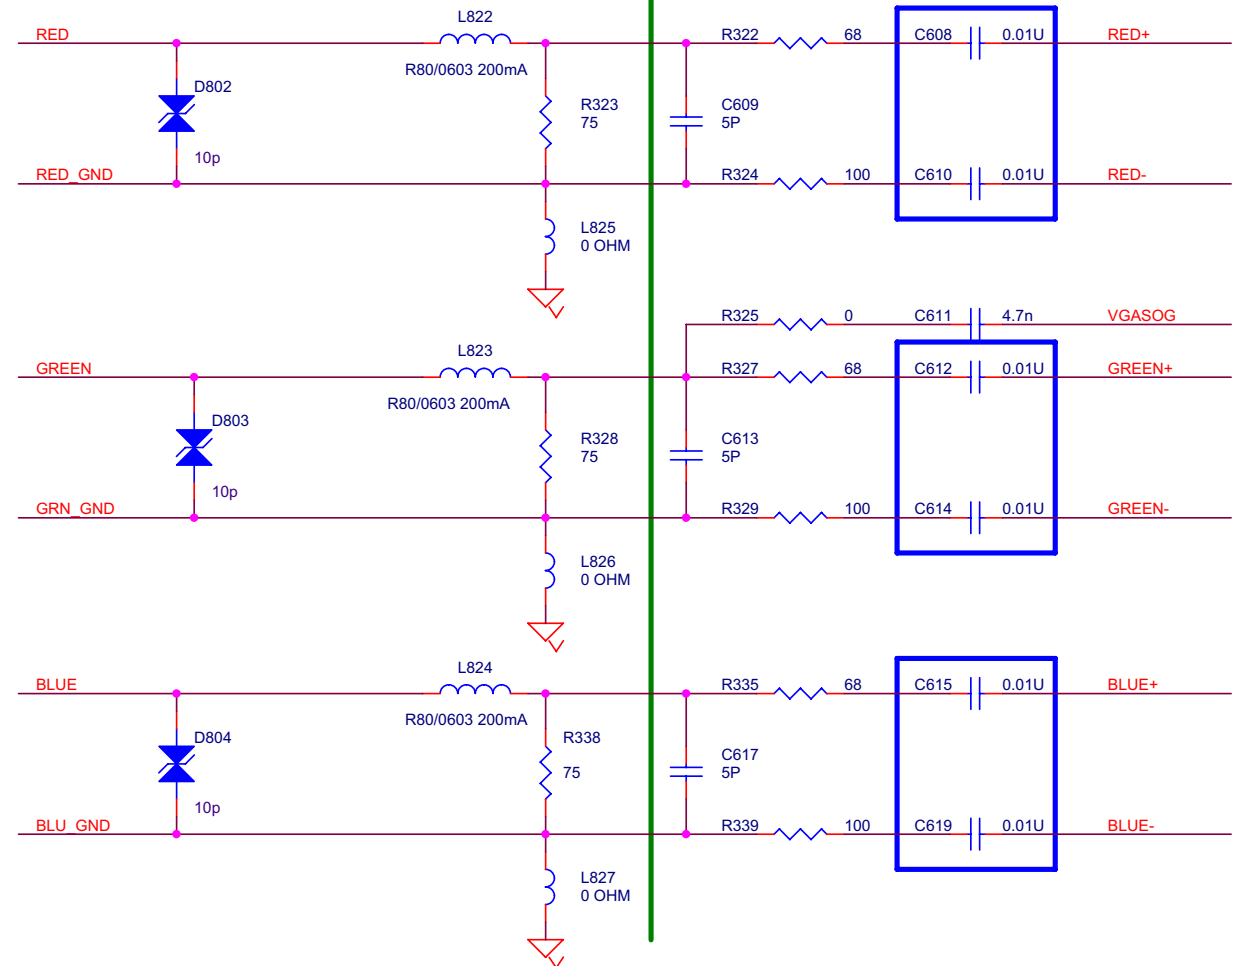 L822
RED
R322 68 C608 0.01U RED+
R80/0603 200mA
D802
R323
75
C609
5P
10p
RED_GND
R324 100 C610 0.01U RED-
L825
0 OHM
R325 0 C611 4.7n VGASOG
L823
GREEN
R327 68 C612 0.01U GREEN+
R80/0603 200mA
D803
R328
75
C613
5P
10p
GRN_GND
R329 100 C614 0.01U GREEN-
L826
0 OHM
L824
BLUE
R335 68 C615 0.01U BLUE+
R80/0603 200mA
D804
R338
75
C617
5P
10p
BLU_GND
R339 100 C619 0.01U BLUE-
L827
0 OHM